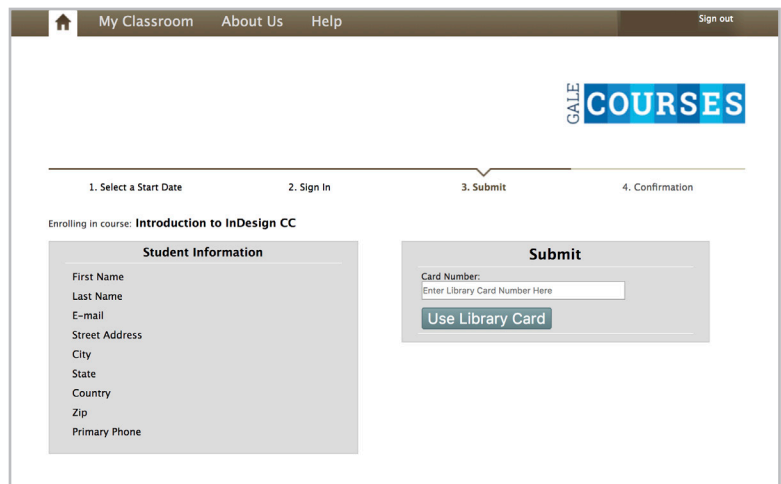 My Classroom About Us Help Sign out
GALE COURSES
1. Select a Start Date 2. Sign In 3. Submit 4. Confirmation
Enrolling in course: Introduction to InDesign CC
Student Information
First Name
Last Name
E-mail
Street Address
City
State
Country
Zip
Primary Phone
Submit
Card Number:
Enter Library Card Number Here
Use Library Card